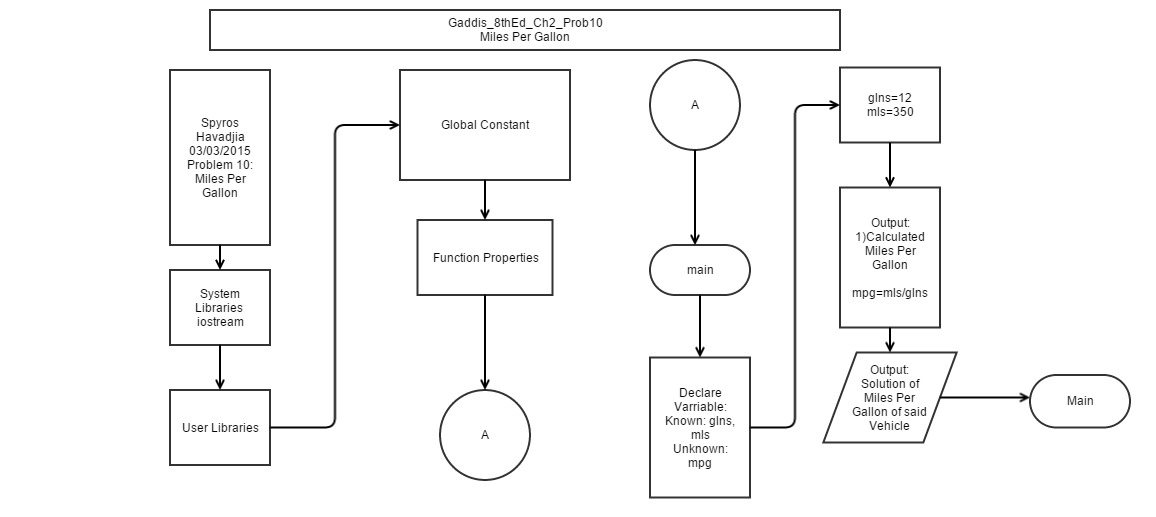 Gaddis_8thEd_Ch2_Prob10
Miles Per Gallon
Spyros
Havadjia
03/03/2015
Problem 10:
Miles Per
Gallon
System
Libraries
iostream
User Libraries
Global Constant
Function Properties
A
A
main
Declare
Varriable:
Known: glns,
mls
Unknown:
mpg
glns=12
mls=350
Output:
1)Calculated
Miles Per
Gallon
mpg=mls/glns
Output:
Solution of
Miles Per
Gallon of said
Vehicle
Main